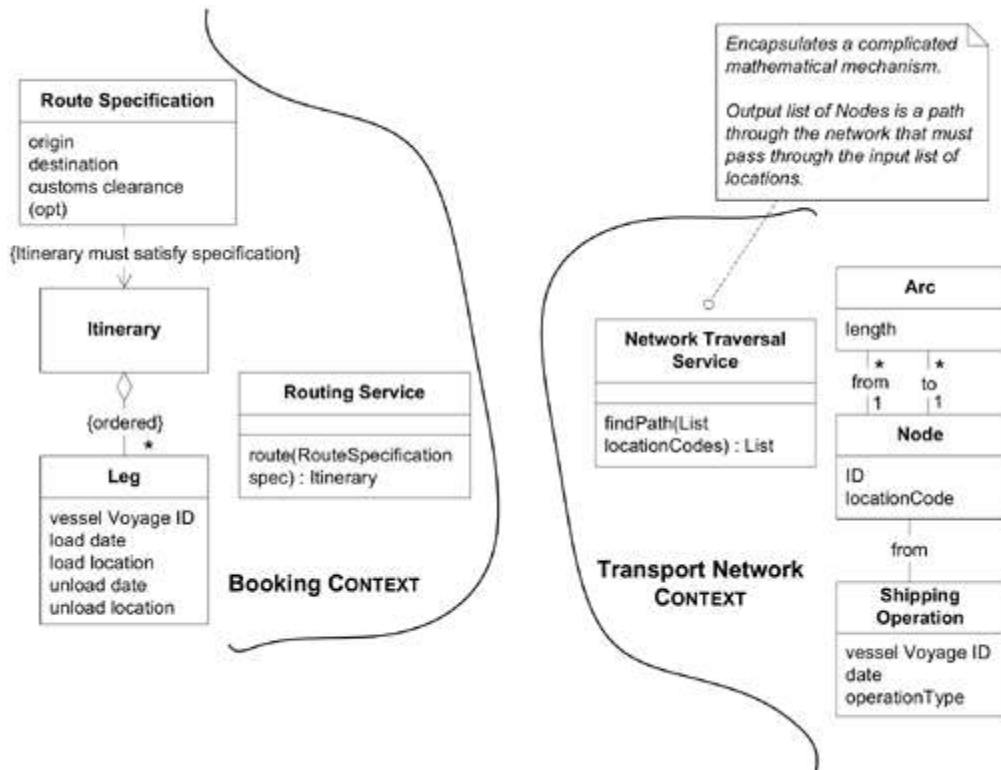 Route Specification
origin
destination
customs clearance
(opt)
{Itinerary must satisfy specification}
Itinerary
{ordered}
*
Leg
vessel Voyage ID
load date
load location
unload date
unload location
Routing Service
route(RouteSpecification
spec) : Itinerary
Booking CONTEXT
Encapsulates a complicated
mathematical mechanism.
Output list of Nodes is a path
through the network that must
pass through the input list of
locations.
Network Traversal
Service
findPath(List
locationCodes) : List
Transport Network
CONTEXT
Arc
length
* *
from to
1 1
Node
ID
locationCode
from
Shipping
Operation
vessel Voyage ID
date
operationType